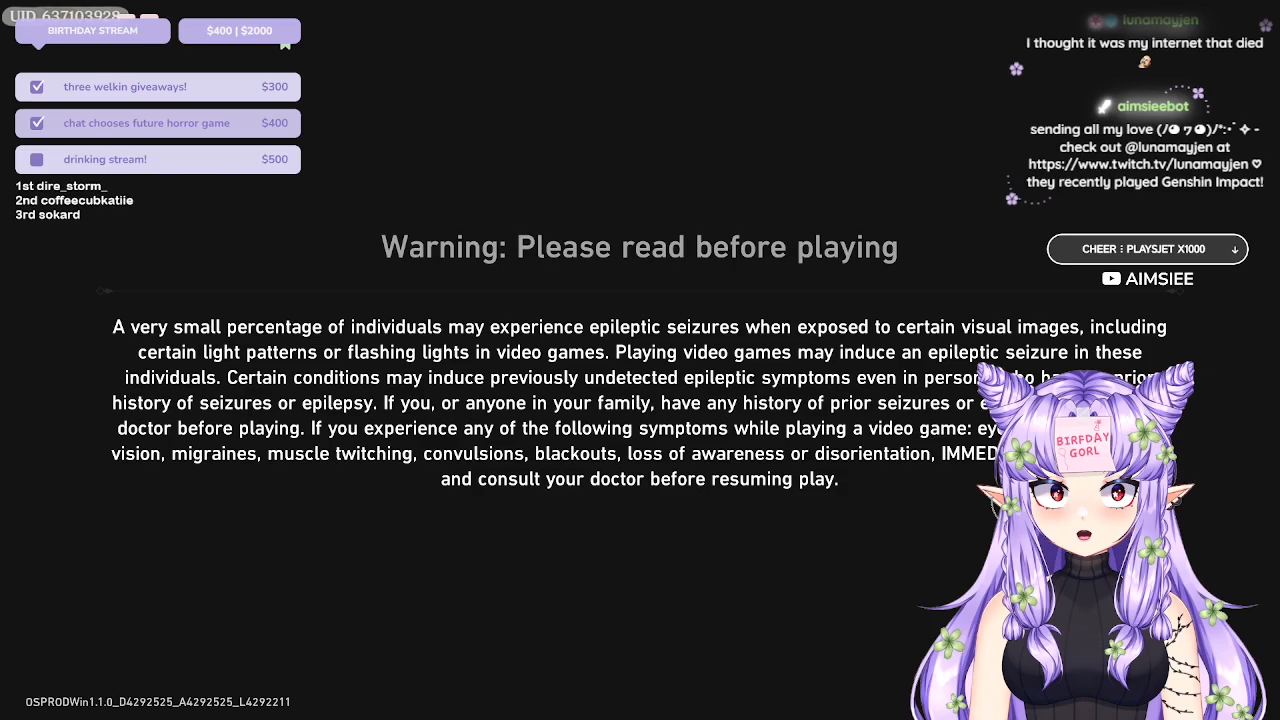 UID 637103928
BIRTHDAY STREAM
$400 | $2000
three welkin giveaways! $300
chat chooses future horror game $400
drinking stream! $500
1st dire_storm_
2nd coffeecubkatiie
3rd sokard
lunamayjen
I thought it was my internet that died
aimsieebot
sending all my love
check out @lunamayjen at
https://www.twitch.tv/lunamayjen ♡
they recently played Genshin Impact!
CHEER : PLAYSJET X1000 ↓
AIMSIEE
Warning: Please read before playing
A very small percentage of individuals may experience epileptic seizures when exposed to certain visual images, including
certain light patterns or flashing lights in video games. Playing video games may induce an epileptic seizure in these
individuals. Certain conditions may induce previously undetected epileptic symptoms even in
history of seizures or epilepsy. If you, or anyone in your family, have any history of prior seizures or
doctor before playing. If you experience any of the following symptoms while playing a video game:
vision, migraines, muscle twitching, convulsions, blackouts, loss of awareness or disorientation,
and consult your doctor before resuming play.
BIRFDAY
GORL
OSPRODWin1.1.0_D4292525_A4292525_L4292211